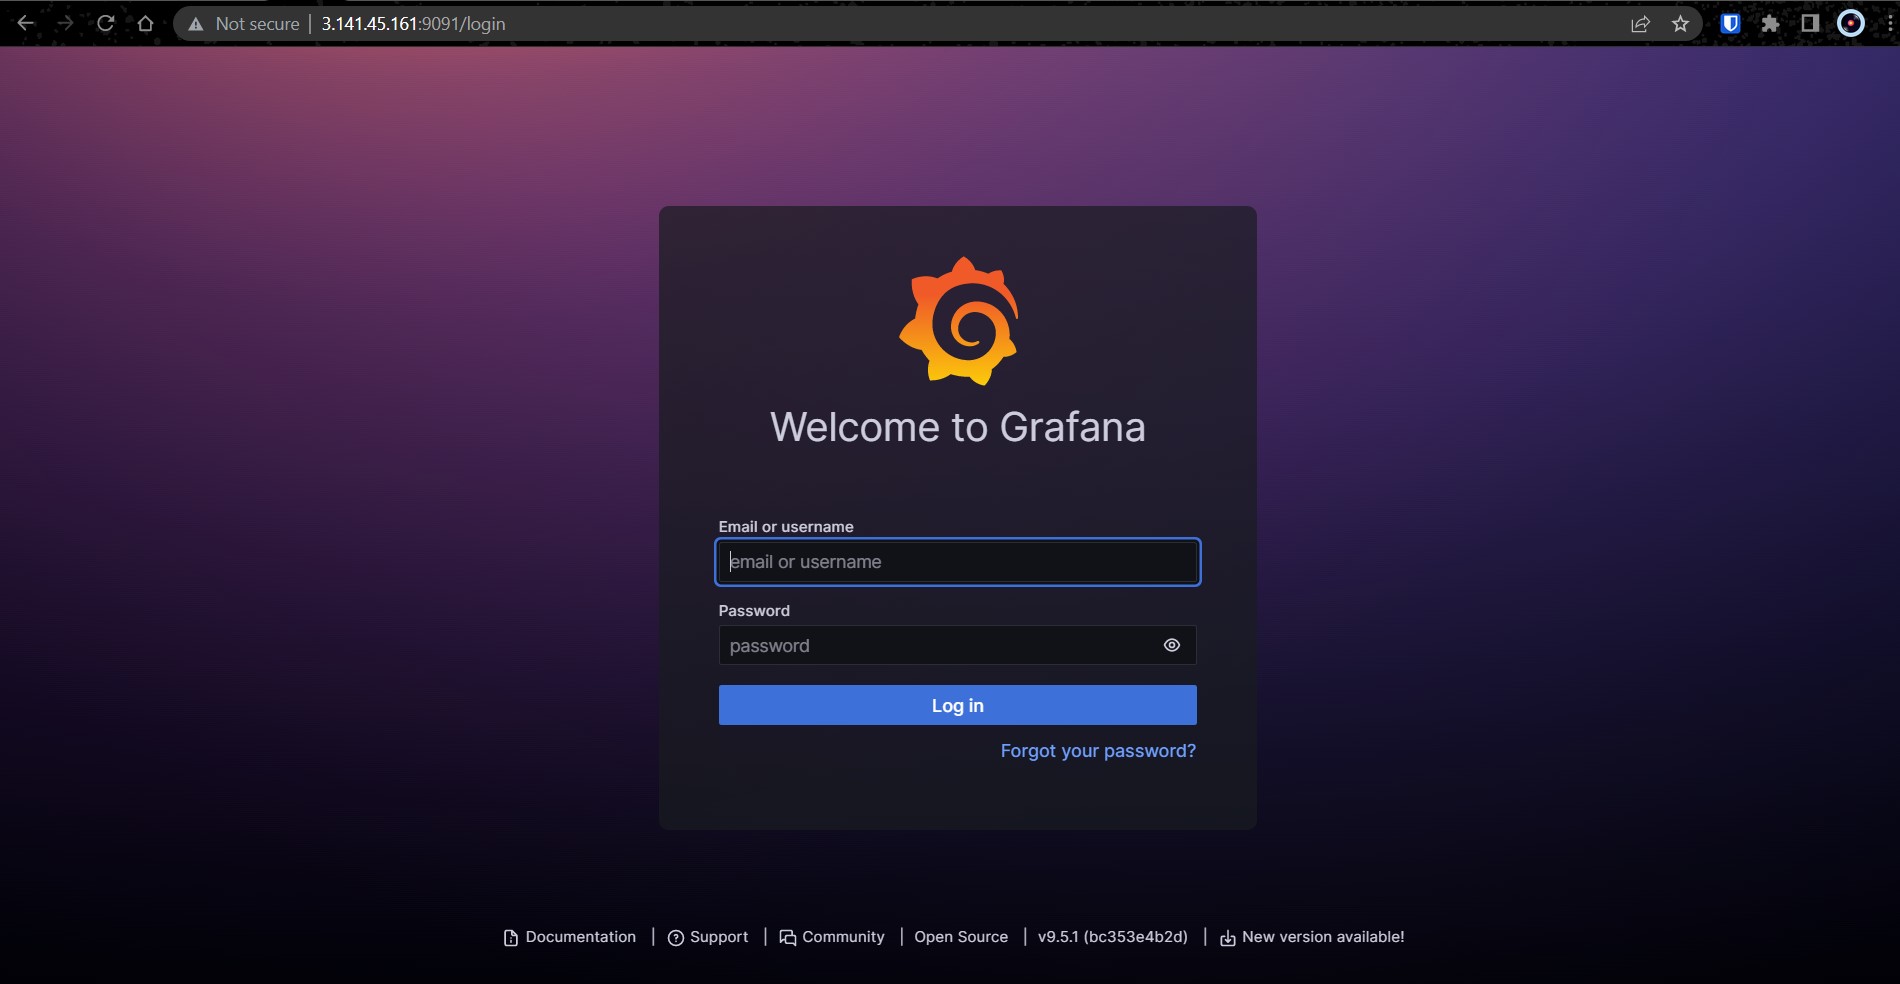 Not secure | 3.141.45.161:9091/login
Welcome to Grafana
Email or username
email or username
Password
password
Log in
Forgot your password?
Documentation | Support | Community | Open Source | v9.5.1 (bc353e4b2d) | New version available!